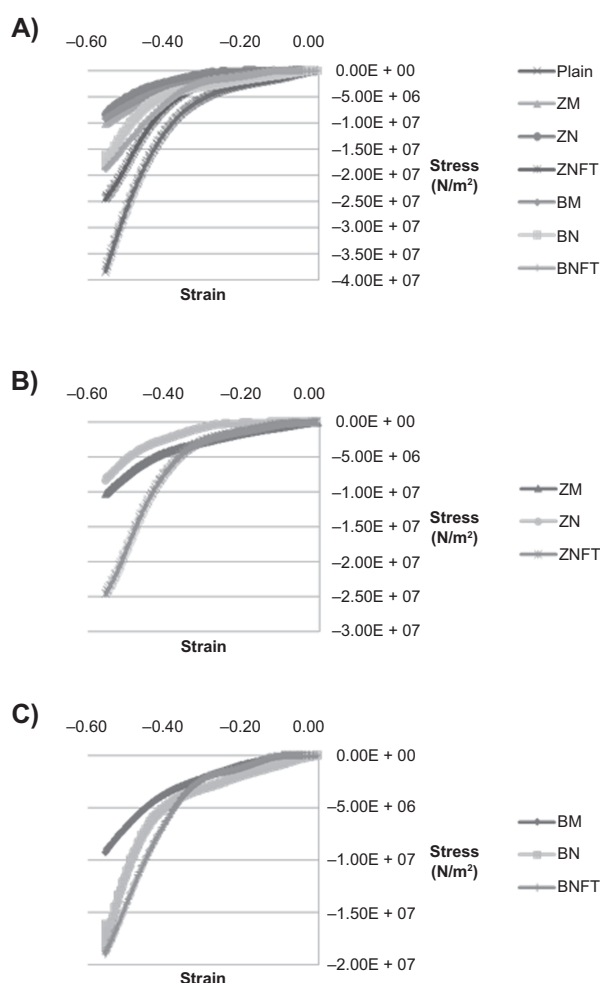 A)
–0.60 –0.40 –0.20 0.00
0.00E + 00
–5.00E + 06
–1.00E + 07
–1.50E + 07
–2.00E + 07
–2.50E + 07
–3.00E + 07
–3.50E + 07
–4.00E + 07
Stress
(N/m²)
Strain
Plain
ZM
ZN
ZNFT
BM
BN
BNFT
B)
–0.60 –0.40 –0.20 0.00
0.00E + 00
–5.00E + 06
–1.00E + 07
–1.50E + 07
–2.00E + 07
–2.50E + 07
–3.00E + 07
Stress
(N/m²)
Strain
ZM
ZN
ZNFT
C)
–0.60 –0.40 –0.20 0.00
0.00E + 00
–5.00E + 06
–1.00E + 07
–1.50E + 07
–2.00E + 07
Stress
(N/m²)
Strain
BM
BN
BNFT